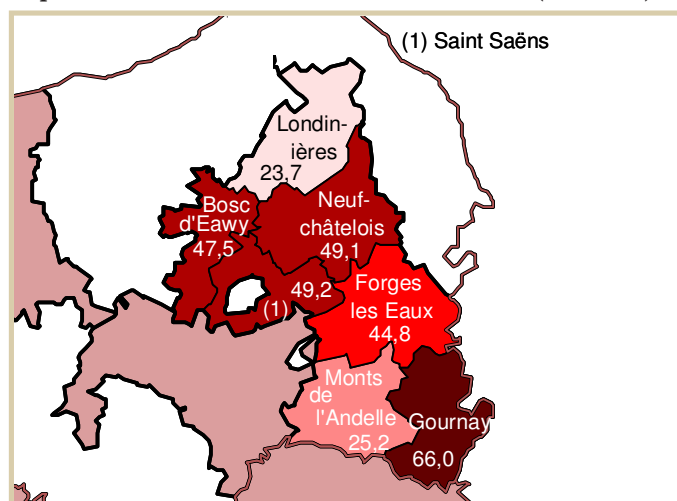 (1) Saint Saëns
Londin-
ières
23,7
Bosc
d'Eawy
47,5
Neuf-
châtelois
49,1
49,2
(1)
Forges
les Eaux
44,8
Monts
de
l'Andelle
25,2
Gournay
66,0